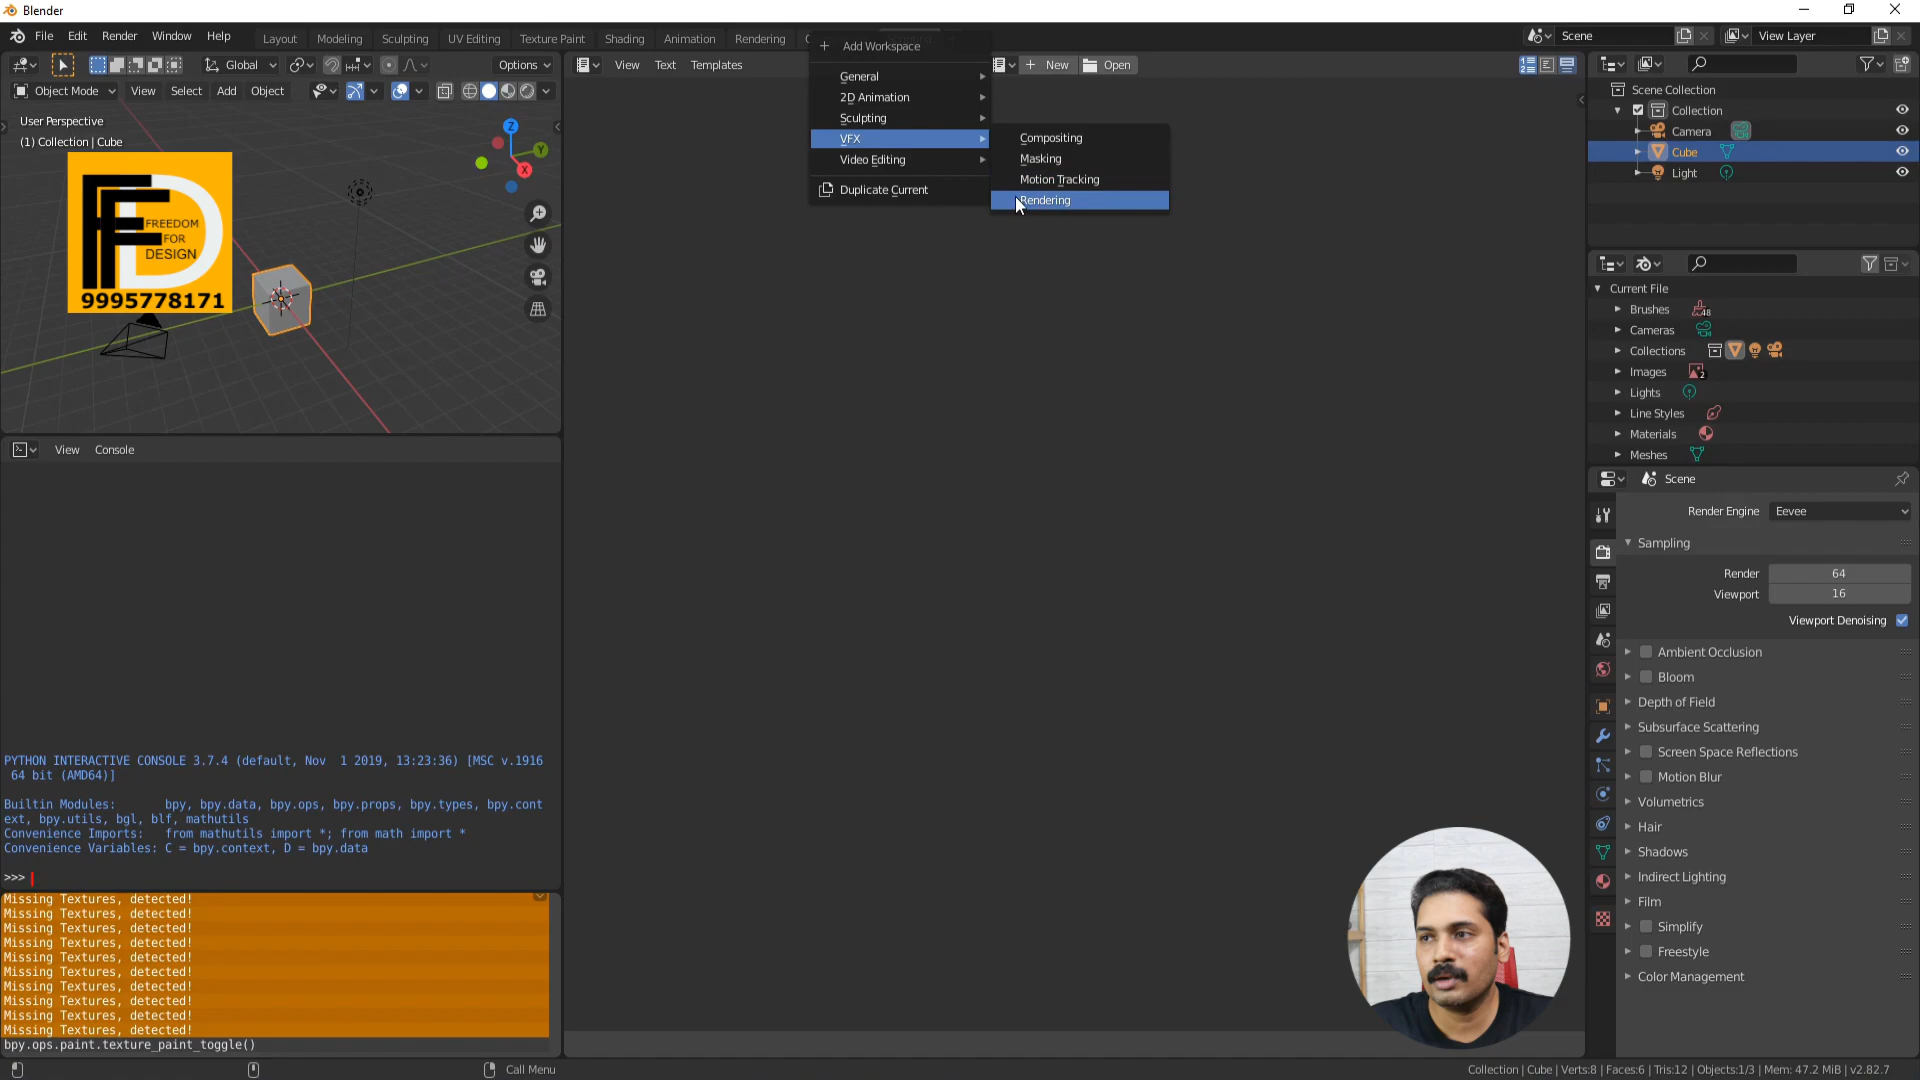 Blender
File Edit Render Window Help
Layout Modeling Sculpting UV Editing Texture Paint Shading Animation Rendering
Scene
View Layer
Global
Options
Object Mode View Select Add Object
User Perspective
(1) Collection | Cube
Z
Y
X
FREEDOM
FOR
DESIGN
9995778171
View Text Templates
New
Open
Add Workspace
General
2D Animation
Sculpting
VFX
Video Editing
Duplicate Current
Compositing
Masking
Motion Tracking
Rendering
View Console
PYTHON INTERACTIVE CONSOLE 3.7.4 (default, Nov  1 2019, 13:23:36) [MSC v.1916
64 bit (AMD64)]
Builtin Modules:      bpy, bpy.data, bpy.ops, bpy.props, bpy.types, bpy.cont
ext, bpy.utils, bgl, blf, mathutils
Convenience Imports:   from mathutils import *; from math import *
Convenience Variables: C = bpy.context, D = bpy.data
>>>
Missing Textures, detected!
Missing Textures, detected!
Missing Textures, detected!
Missing Textures, detected!
Missing Textures, detected!
Missing Textures, detected!
Missing Textures, detected!
Missing Textures, detected!
Missing Textures, detected!
Missing Textures, detected!
bpy.ops.paint.texture_paint_toggle()
Scene Collection
Collection
Camera
Cube
Light
Current File
Brushes 48
Cameras
Collections
Images 2
Lights
Line Styles
Materials
Meshes
Scene
Render Engine Eevee
Sampling
Render 64
Viewport 16
Viewport Denoising
Ambient Occlusion
Bloom
Depth of Field
Subsurface Scattering
Screen Space Reflections
Motion Blur
Volumetrics
Hair
Shadows
Indirect Lighting
Film
Simplify
Freestyle
Color Management
Call Menu
Collection | Cube | Verts:8 | Faces:6 | Tris:12 | Objects:1/3 | Mem: 47.2 MiB | v2.82.7